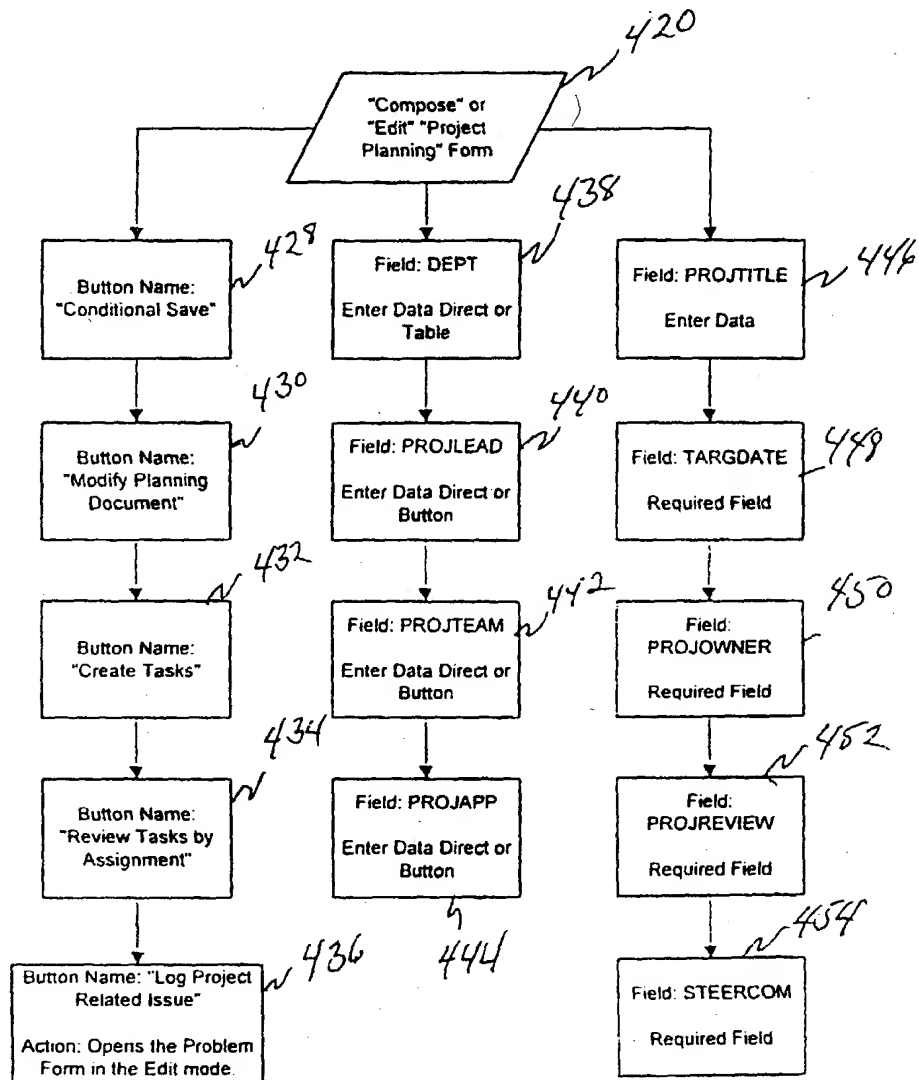 420
"Compose" or
"Edit" "Project
Planning" Form
428
Button Name:
"Conditional Save"
430
Button Name:
"Modify Planning
Document"
432
Button Name:
"Create Tasks"
434
Button Name:
"Review Tasks by
Assignment"
436
Button Name: "Log Project
Related Issue"
Action: Opens the Problem
Form in the Edit mode.
438
Field: DEPT
Enter Data Direct or
Table
440
Field: PROJLEAD
Enter Data Direct or
Button
442
Field: PROJTEAM
Enter Data Direct or
Button
Field: PROJAPP
Enter Data Direct or
Button
444
446
Field: PROJTITLE
Enter Data
448
Field: TARGDATE
Required Field
450
Field:
PROJOWNER
Required Field
452
Field:
PROJREVIEW
Required Field
454
Field: STEERCOM
Required Field